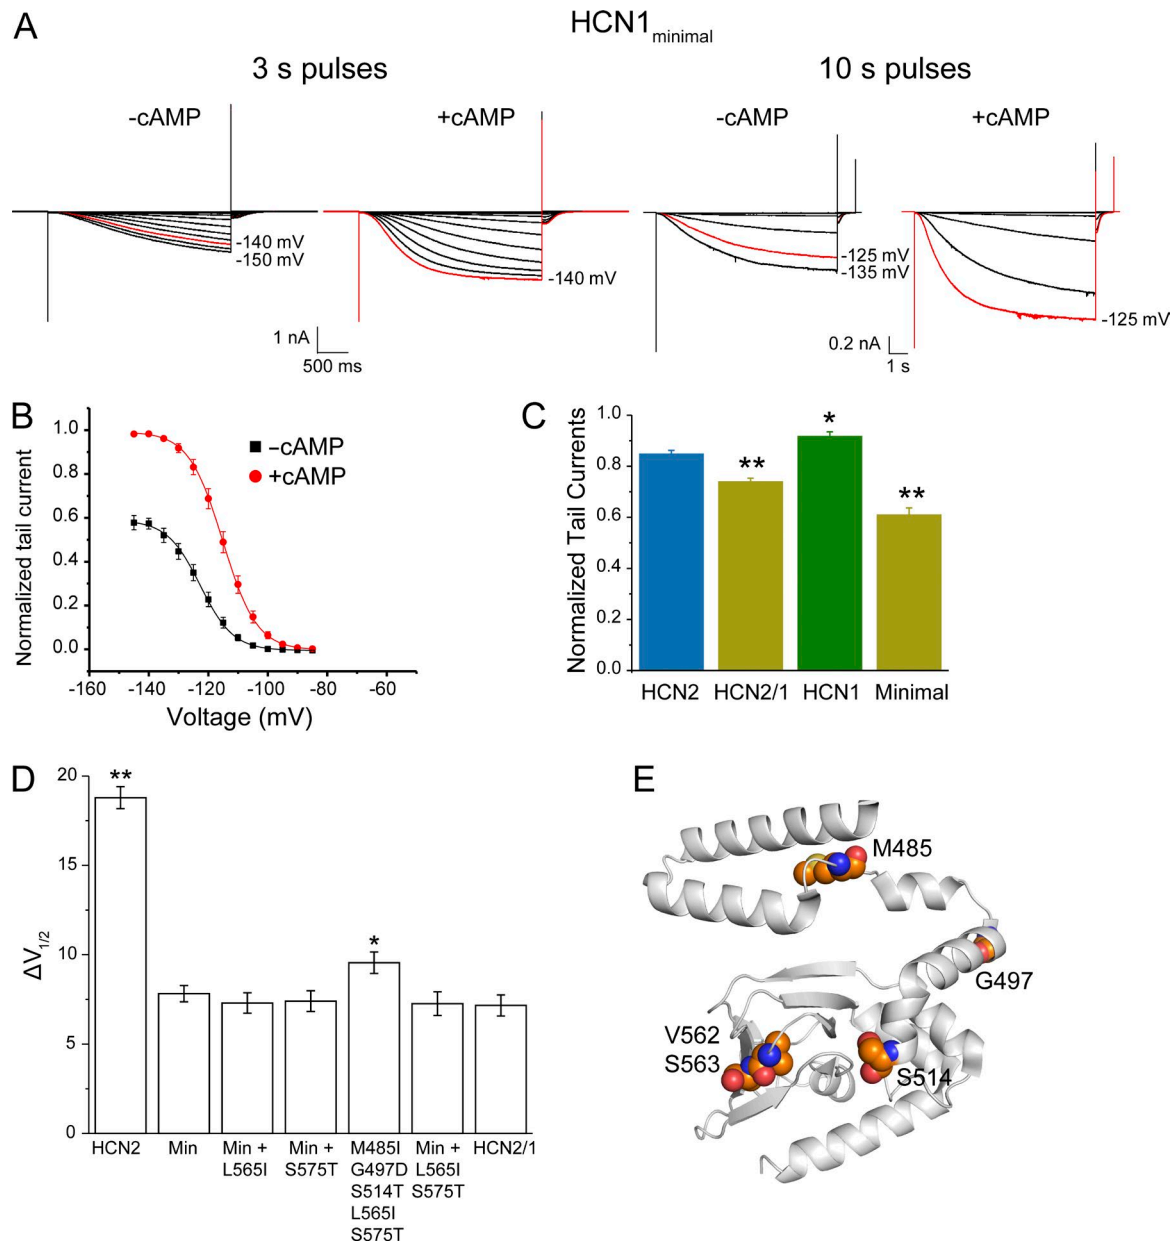 A
HCN1minimal
3 s pulses
10 s pulses
-cAMP
+cAMP
-cAMP
+cAMP
-140 mV
-150 mV
-140 mV
-125 mV
-135 mV
-125 mV
1 nA
500 ms
0.2 nA
1 s
B
1.0
0.8
0.6
0.4
0.2
0.0
Normalized tail current
–cAMP
+cAMP
-160 -140 -120 -100 -80 -60
Voltage (mV)
C
1.0
0.8
0.6
0.4
0.2
0.0
Normalized Tail Currents
**
*
**
HCN2 HCN2/1 HCN1 Minimal
D
20
15
10
5
0
ΔV1/2
**
*
HCN2
Min
Min +
L565I
Min +
S575T
M485I
G497D
S514T
L565I
S575T
Min +
L565I
S575T
HCN2/1
E
M485
G497
V562
S563
S514